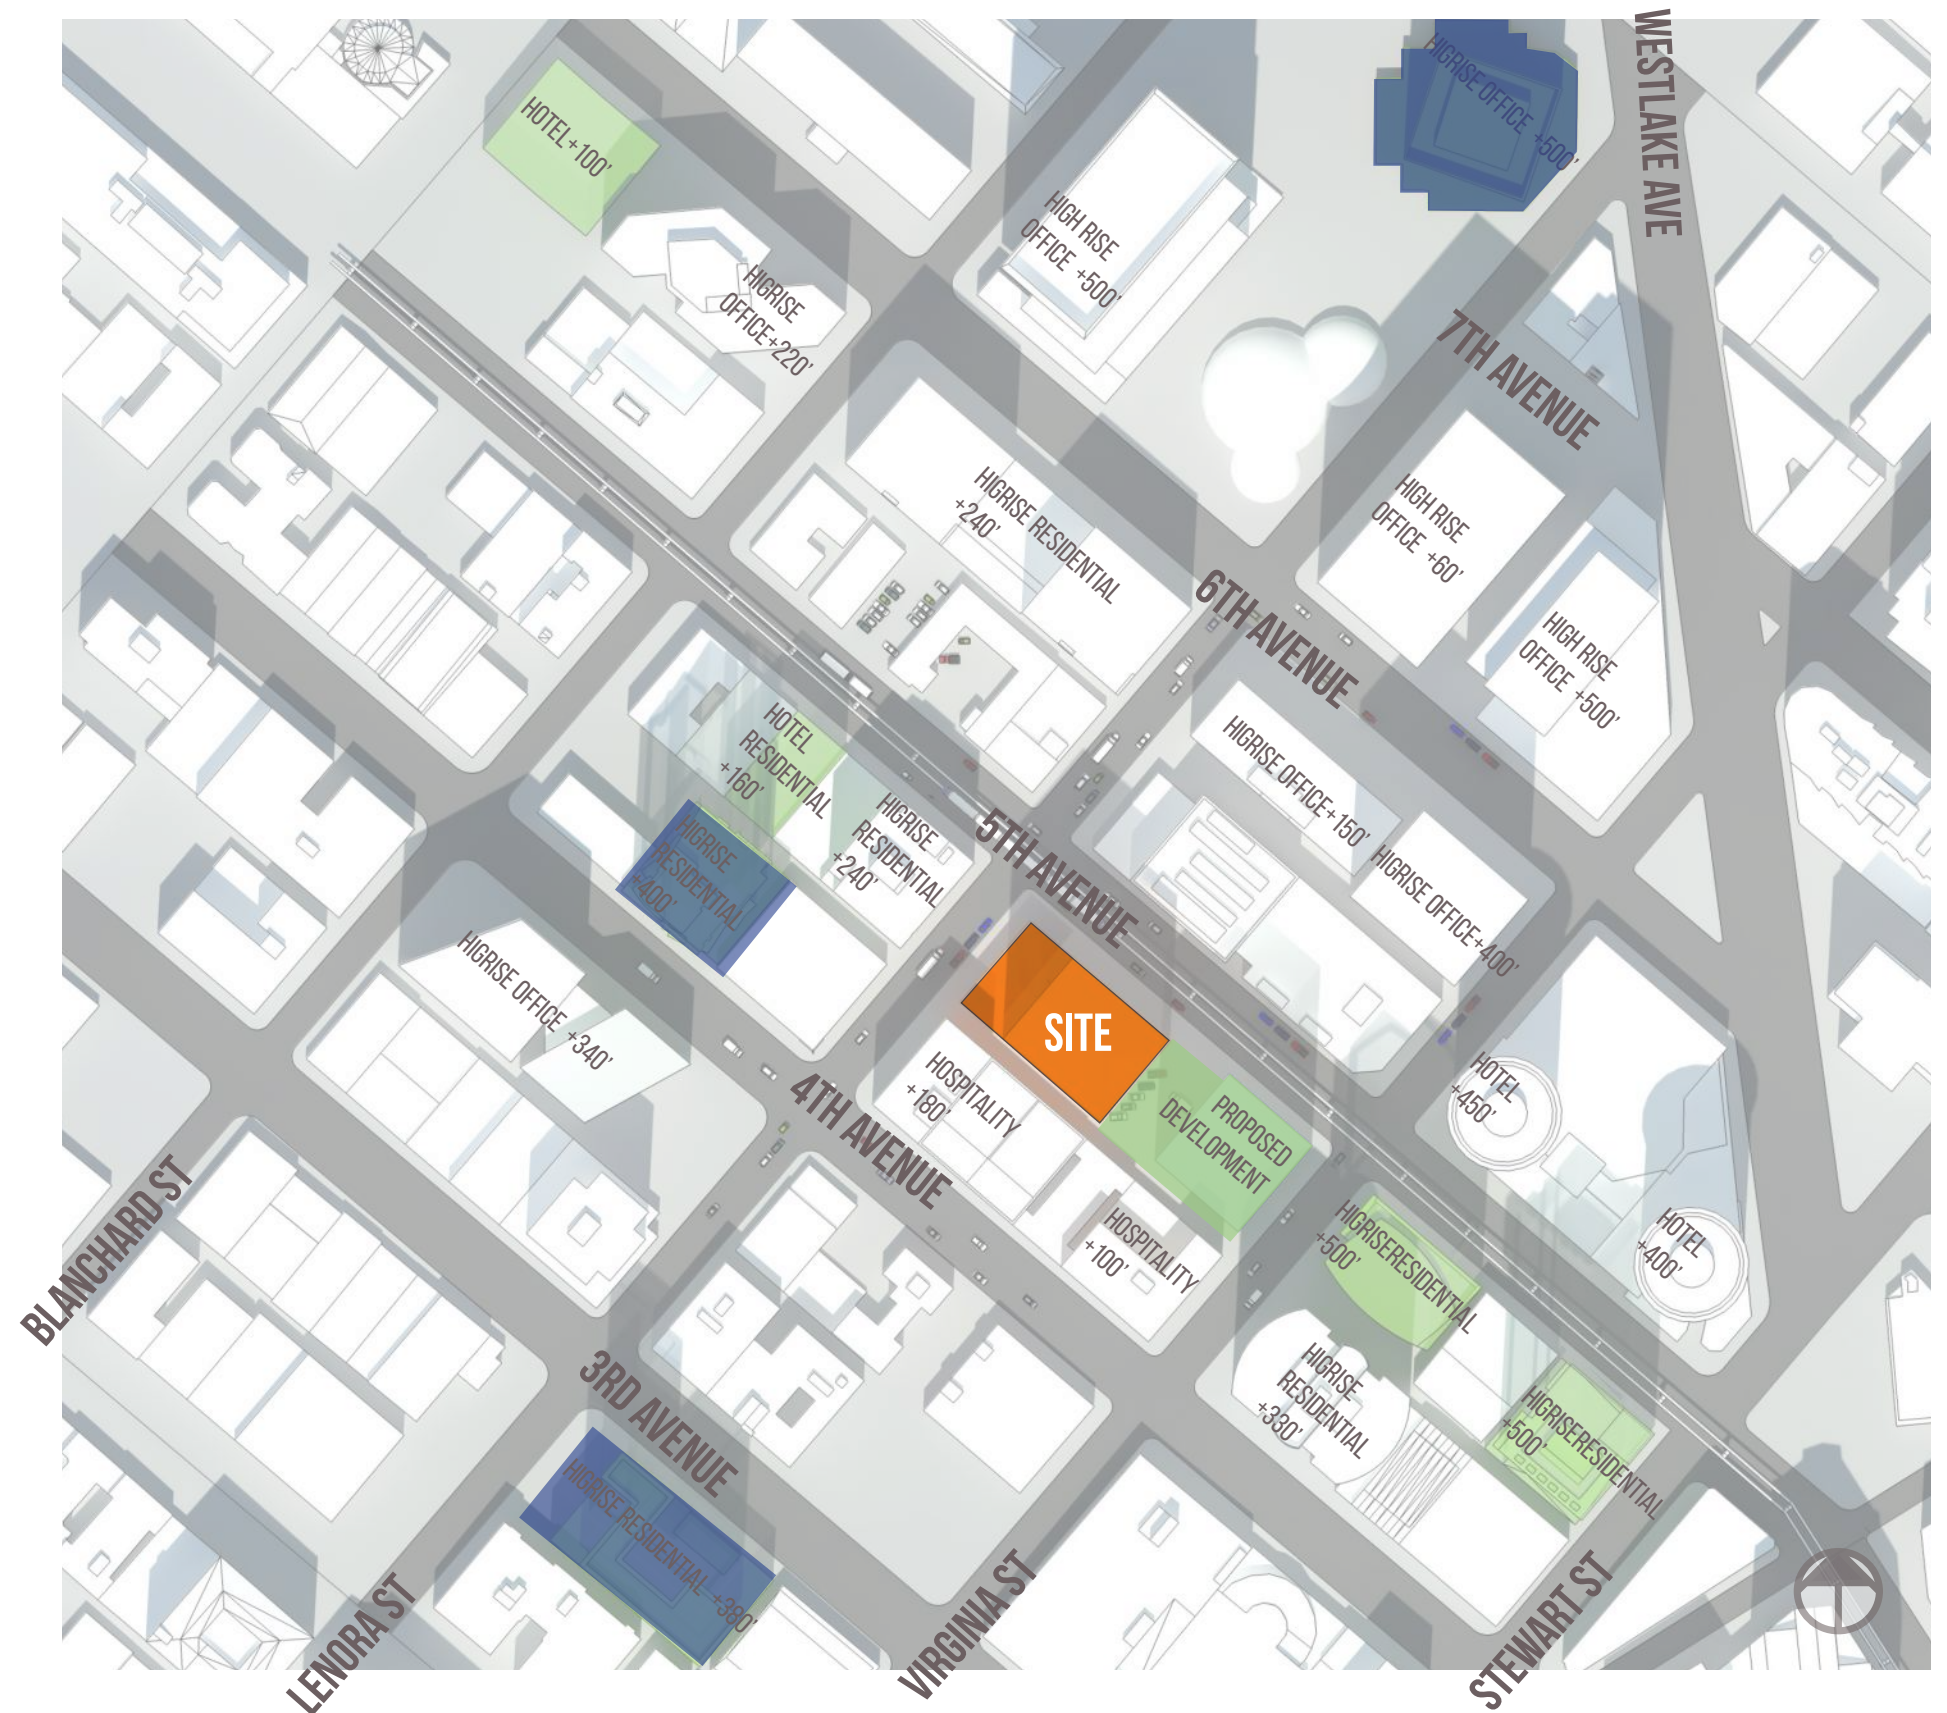 WESTLAKE AVE
HIGRISE OFFICE +500'
HOTEL+100'
HIGH RISE
OFFICE +500'
HIGRISE
OFFICE+220'
7TH AVENUE
HIGRISE RESIDENTIAL
+240'
HIGH RISE
OFFICE +60'
6TH AVENUE
HIGH RISE
OFFICE +500'
HOTEL
RESIDENTIAL
+160'
HIGRISE OFFICE+150'
HIGRISE
RESIDENTIAL
+240'
HIGRISE
RESIDENTIAL
+400'
5TH AVENUE
HIGRISE OFFICE+400'
HIGRISE OFFICE +340'
SITE
HOSPITALITY
+180'
4TH AVENUE
PROPOSED
DEVELOPMENT
HOTEL
+450'
HOSPITALITY
+100'
HIGRISERESIDENTIAL
+500'
HOTEL
+400'
BLANCHARD ST
3RD AVENUE
HIGRISE
RESIDENTIAL
+330'
HIGRISERESIDENTIAL
+500'
HIGRISE RESIDENTIAL +380'
LENORA ST
VIRGINIA ST
STEWART ST